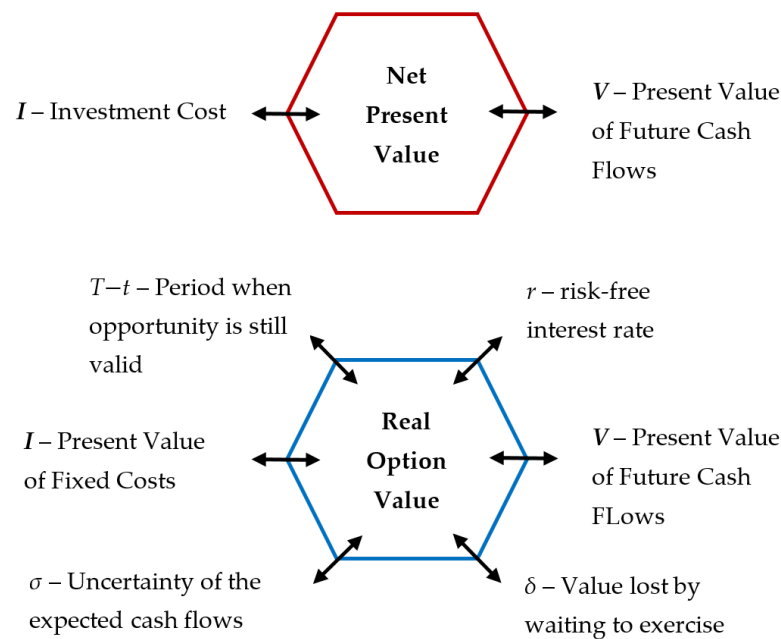 Net
Present
Value
I – Investment Cost
V – Present Value
of Future Cash
Flows
T−t – Period when
opportunity is still
valid
r – risk-free
interest rate
Real
Option
Value
I – Present Value
of Fixed Costs
V – Present Value
of Future Cash
FLows
σ – Uncertainty of the
expected cash flows
δ – Value lost by
waiting to exercise